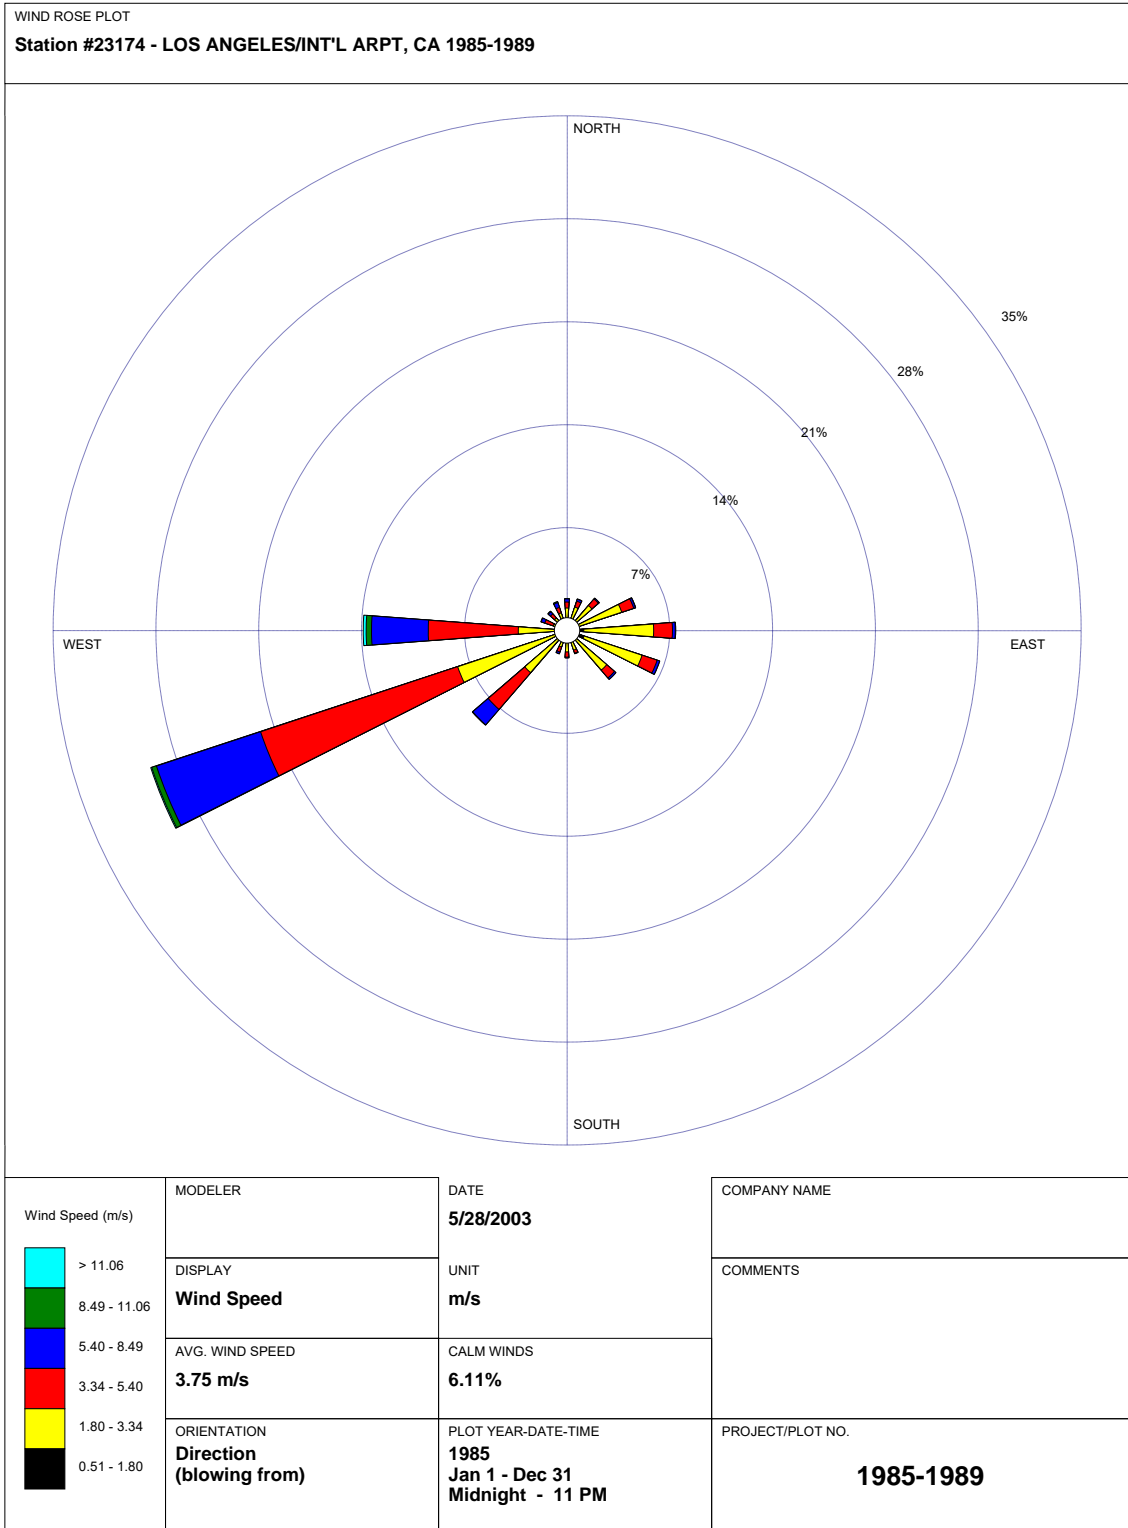 WIND ROSE PLOT
Station #23174 - LOS ANGELES/INT'L ARPT, CA 1985-1989
NORTH
35%
28%
21%
14%
7%
WEST
EAST
SOUTH
Wind Speed (m/s)
> 11.06
8.49 - 11.06
5.40 - 8.49
3.34 - 5.40
1.80 - 3.34
0.51 - 1.80
MODELER
DATE
5/28/2003
COMPANY NAME
DISPLAY
Wind Speed
UNIT
m/s
COMMENTS
AVG. WIND SPEED
3.75 m/s
CALM WINDS
6.11%
ORIENTATION
Direction
(blowing from)
PLOT YEAR-DATE-TIME
1985
Jan 1 - Dec 31
Midnight - 11 PM
PROJECT/PLOT NO.
1985-1989